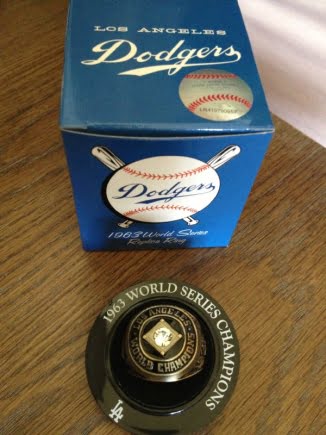 LOS ANGELES
Dodgers
Dodgers
1963 World Series
Replica Ring
1963 WORLD SERIES CHAMPIONS
LOS ANGELES
WORLD CHAMPIONS
LA